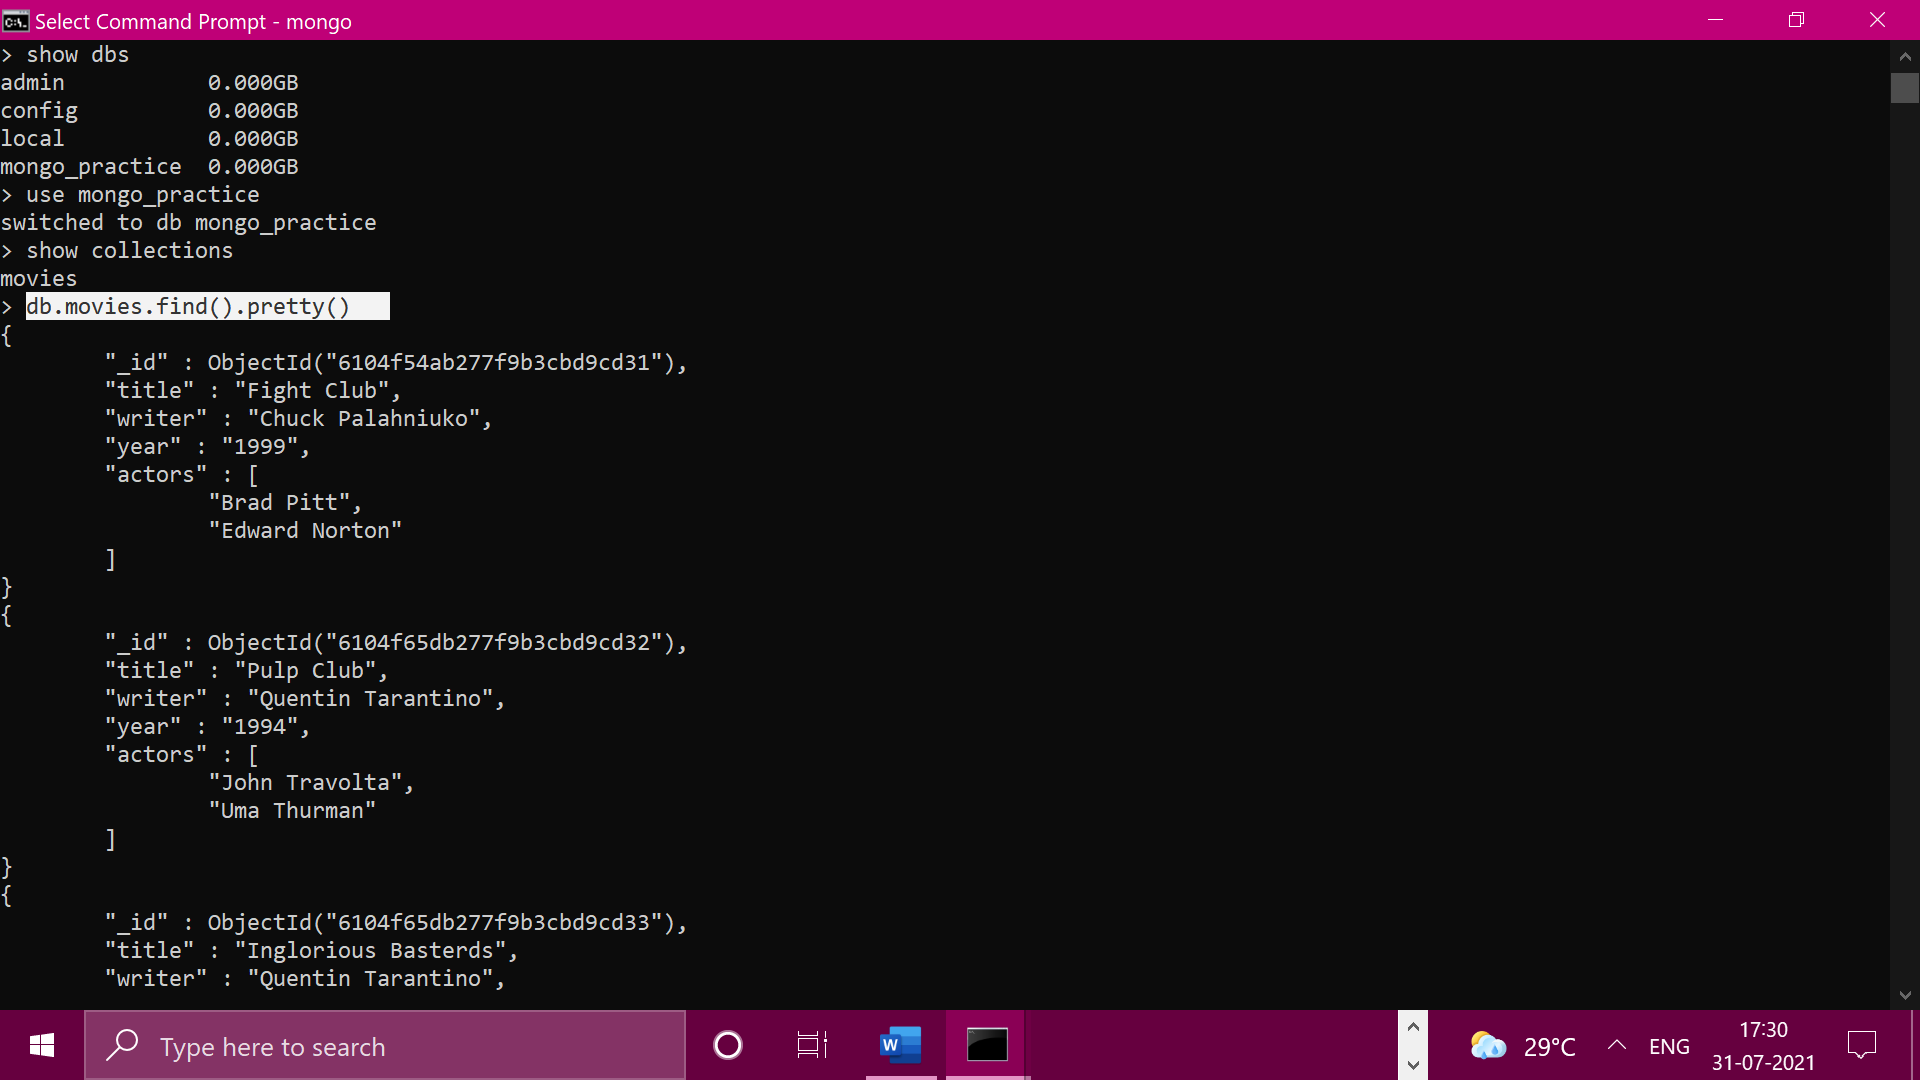 Select Command Prompt - mongo
> show dbs
admin           0.000GB
config          0.000GB
local           0.000GB
mongo_practice  0.000GB
> use mongo_practice
switched to db mongo_practice
> show collections
movies
> db.movies.find().pretty()
{
        "_id" : ObjectId("6104f54ab277f9b3cbd9cd31"),
        "title" : "Fight Club",
        "writer" : "Chuck Palahniuko",
        "year" : "1999",
        "actors" : [
                "Brad Pitt",
                "Edward Norton"
        ]
}
{
        "_id" : ObjectId("6104f65db277f9b3cbd9cd32"),
        "title" : "Pulp Club",
        "writer" : "Quentin Tarantino",
        "year" : "1994",
        "actors" : [
                "John Travolta",
                "Uma Thurman"
        ]
}
{
        "_id" : ObjectId("6104f65db277f9b3cbd9cd33"),
        "title" : "Inglorious Basterds",
        "writer" : "Quentin Tarantino",
Type here to search
W
29°C
ENG
17:30
31-07-2021